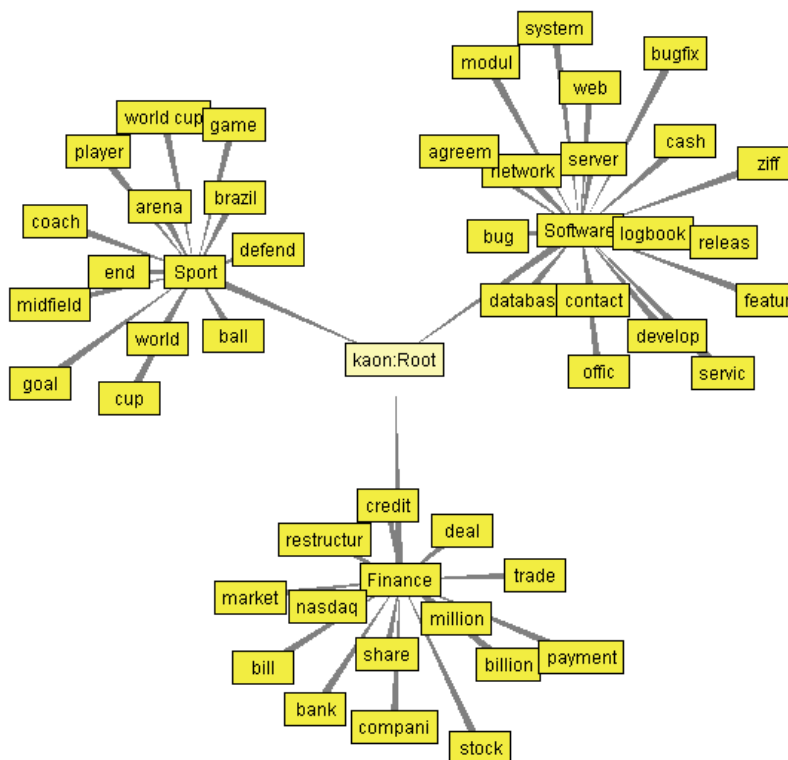 system
modul
bugfix
web
world cup
game
player
agreem
network
server
cash
ziff
arena
brazil
coach
defend
bug
Software
logbook
releas
end
Sport
midfield
databas
contact
featur
world
ball
develop
kaon:Root
goal
cup
offic
servic
credit
deal
restructur
Finance
trade
market
nasdaq
million
share
payment
bill
billion
bank
compani
stock